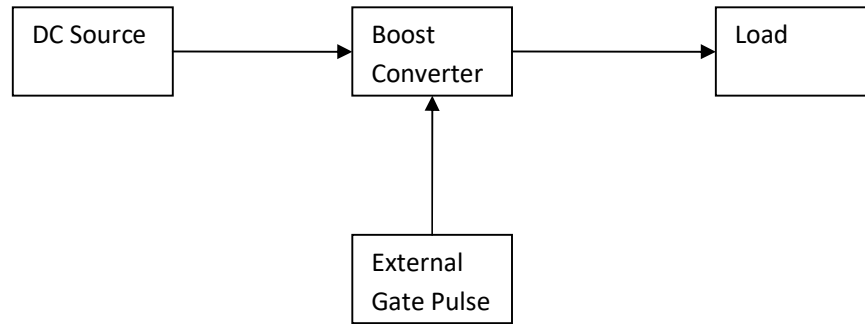 DC Source
Boost
Converter
Load
External
Gate Pulse